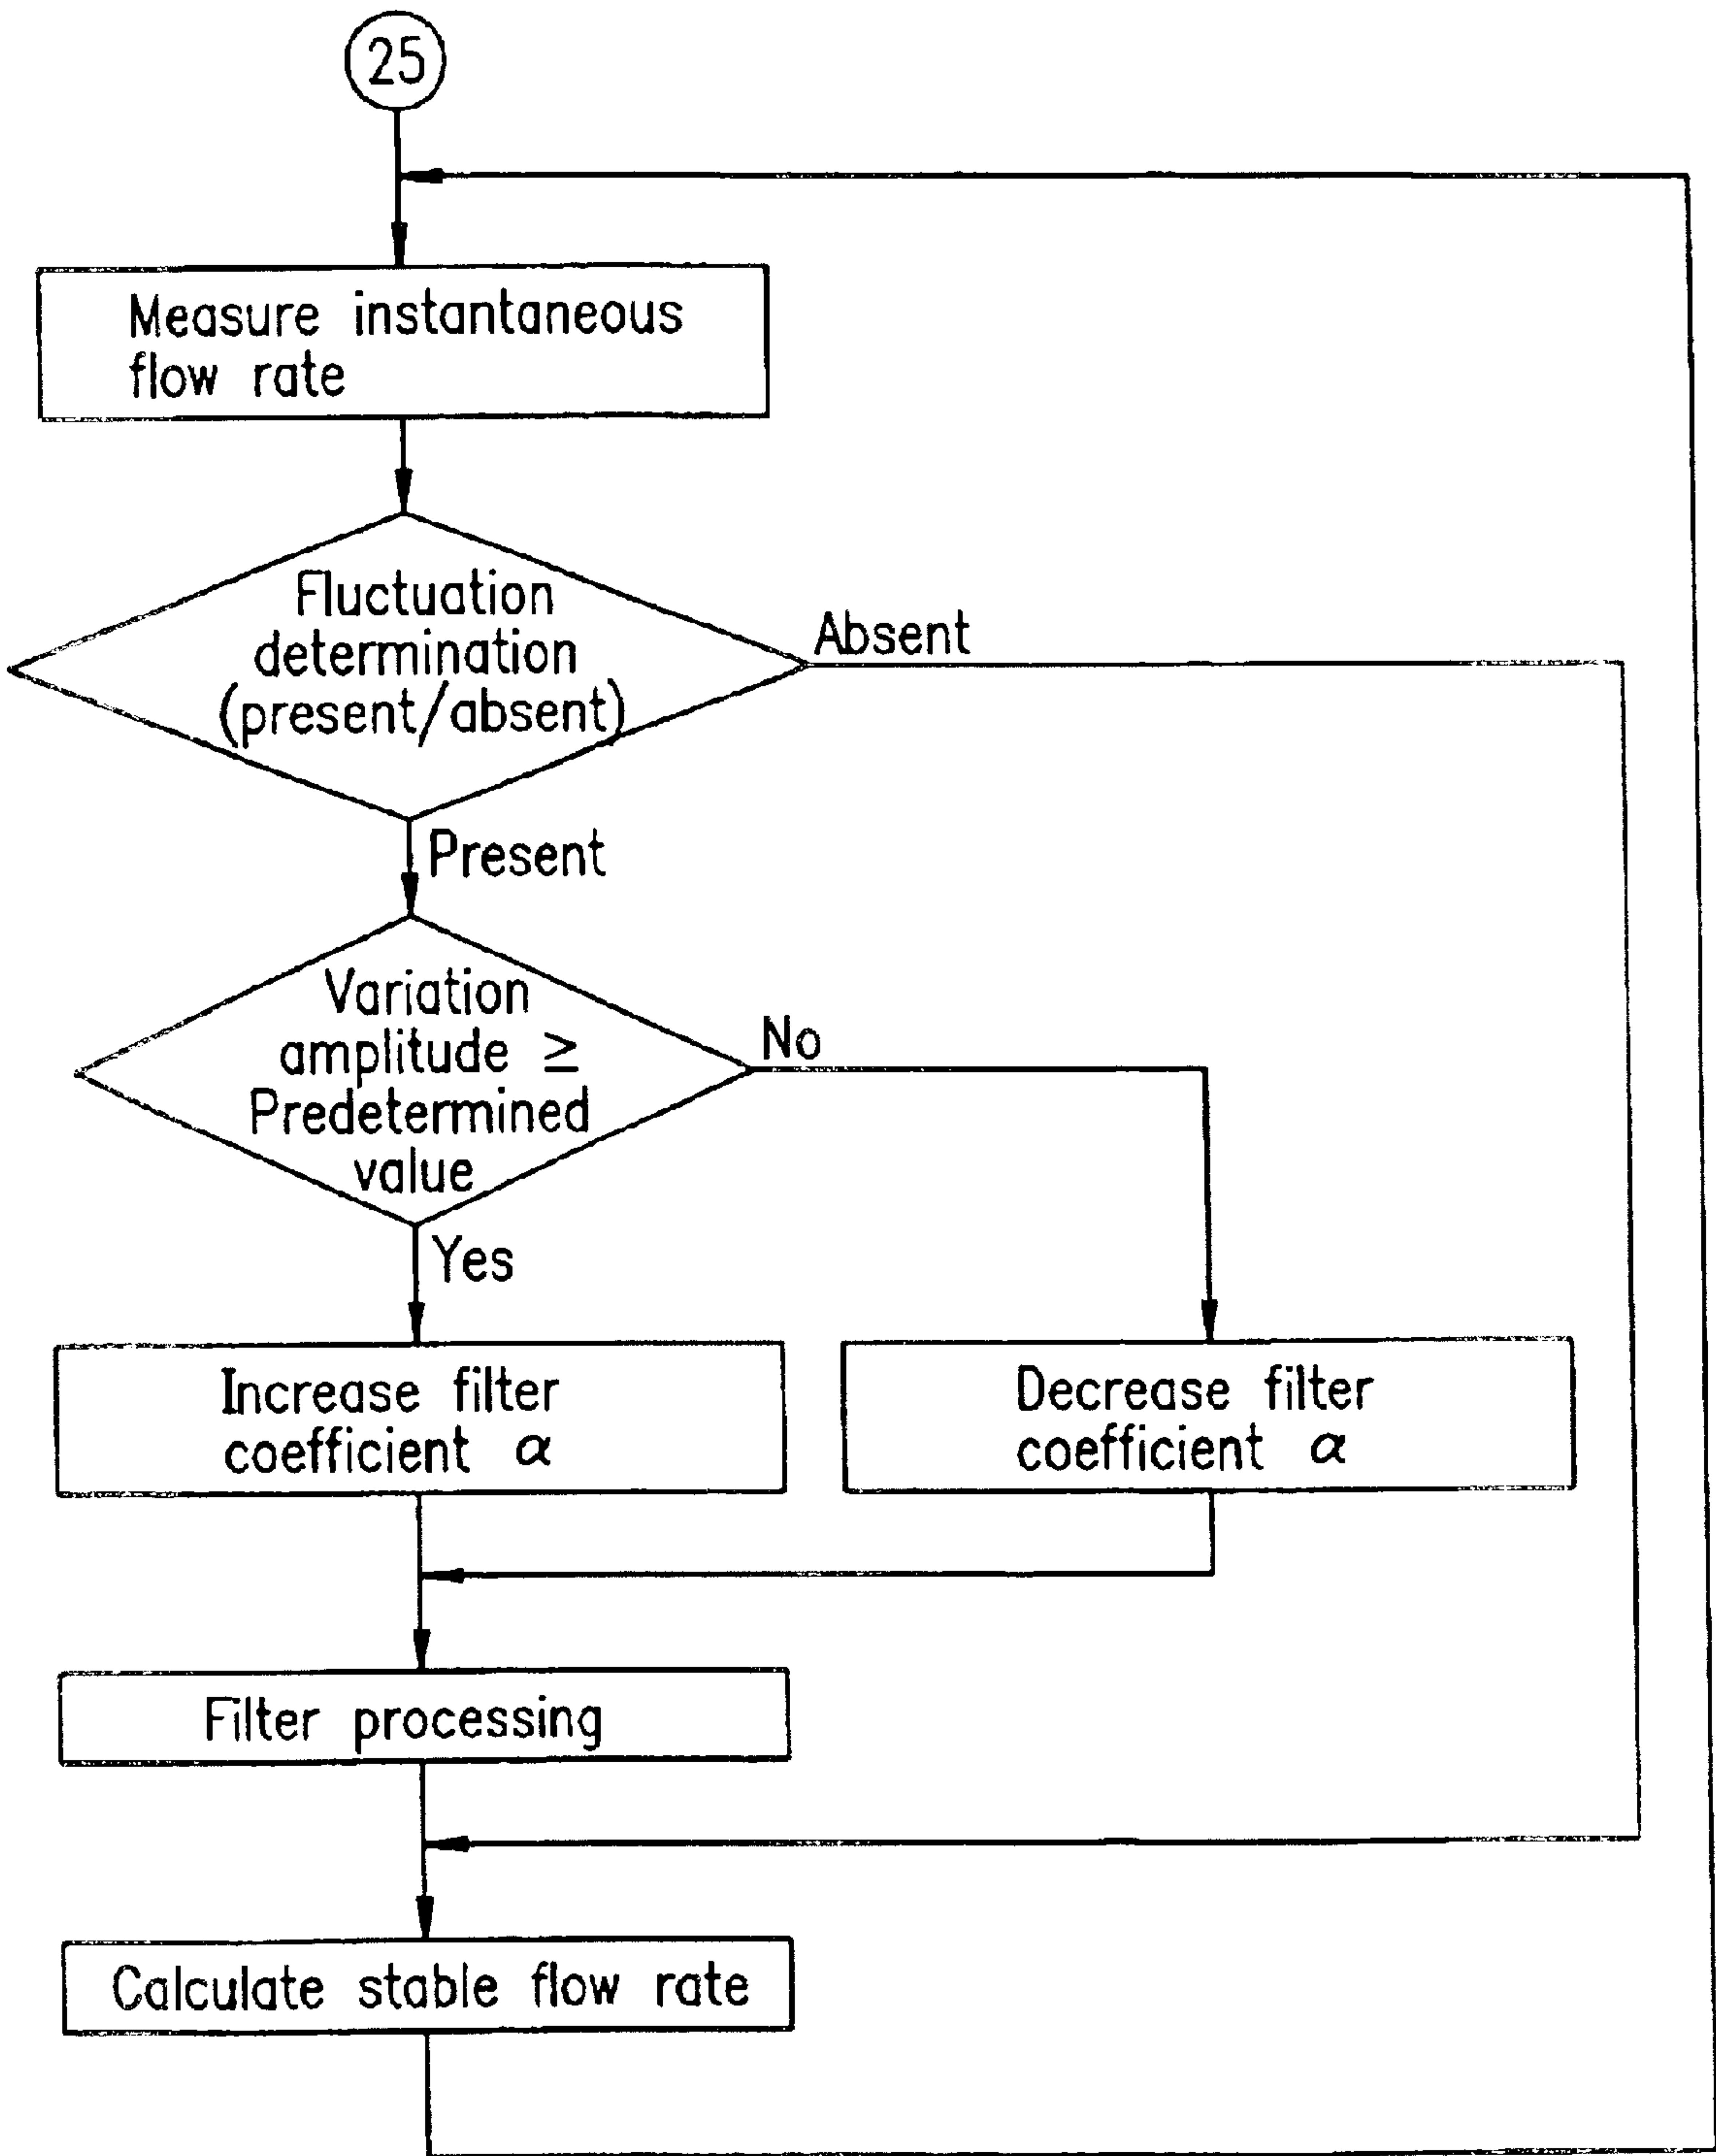 25
Measure instantaneous
flow rate
Fluctuation
determination
(present/absent)
Absent
Present
Variation
amplitude ≥
Predetermined
value
No
Yes
Increase filter
coefficient α
Decrease filter
coefficient α
Filter processing
Calculate stable flow rate